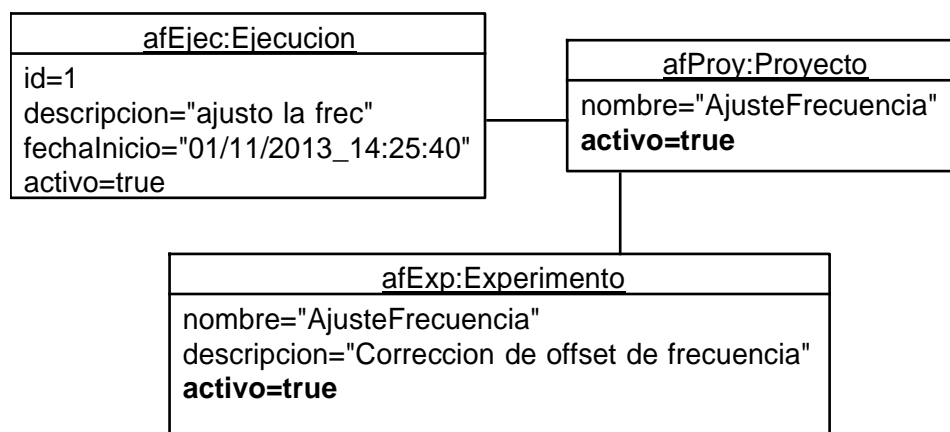 afEjec:Ejecucion
id=1
descripcion="ajusto la frec"
fechaInicio="01/11/2013_14:25:40"
activo=true
afProy:Proyecto
nombre="AjusteFrecuencia"
activo=true
afExp:Experimento
nombre="AjusteFrecuencia"
descripcion="Correccion de offset de frecuencia"
activo=true